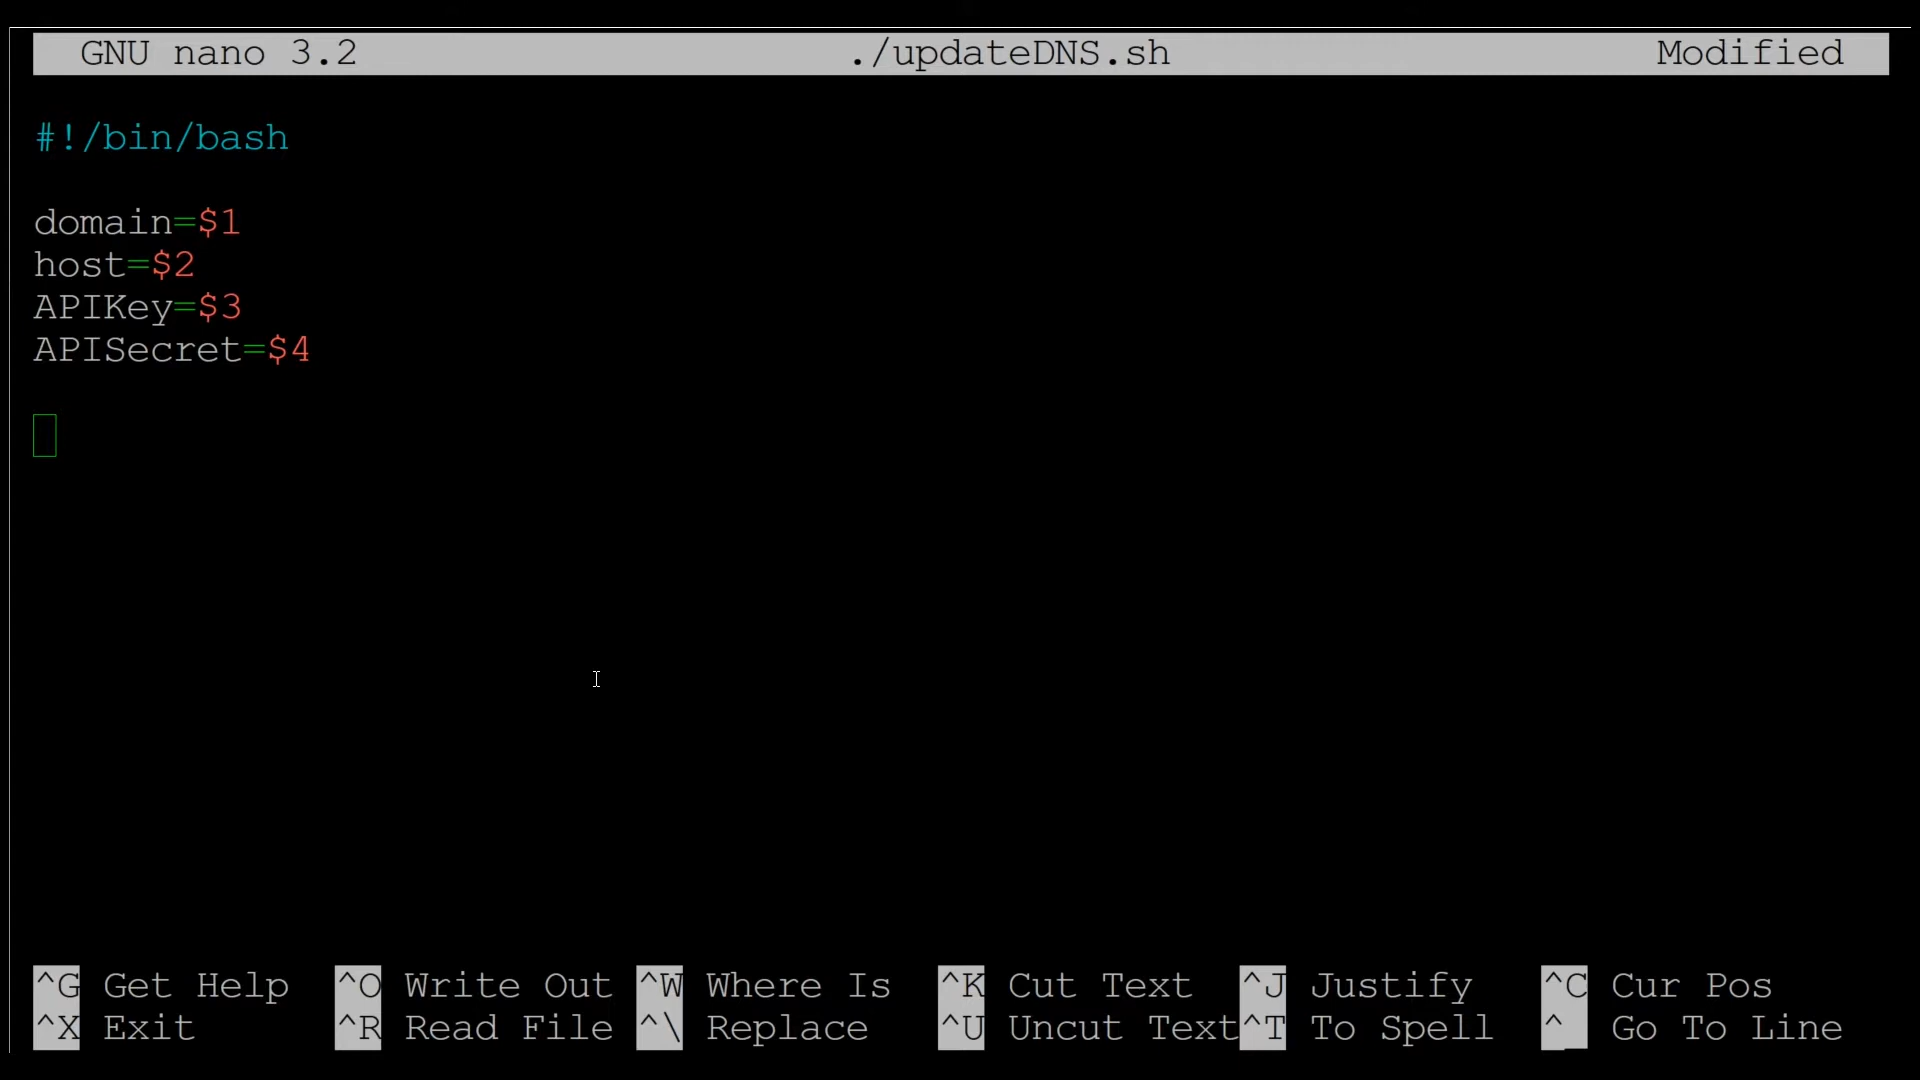 GNU nano 3.2 ./updateDNS.sh Modified
#!/bin/bash
domain=$1
host=$2
APIKey=$3
APISecret=$4
^G Get Help ^O Write Out ^W Where Is ^K Cut Text ^J Justify ^C Cur Pos
^X Exit ^R Read File ^\ Replace ^U Uncut Text ^T To Spell ^_ Go To Line